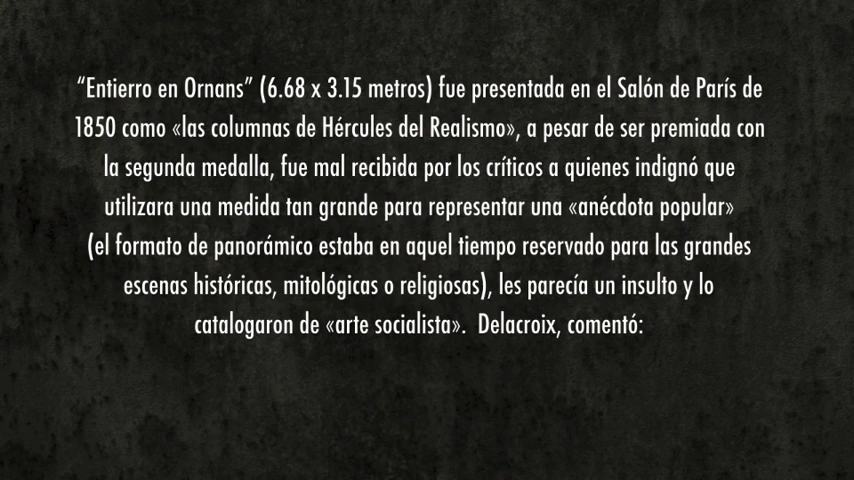 “Entierro en Ornans” (6.68 x 3.15 metros) fue presentada en el Salón de París de
1850 como «las columnas de Hércules del Realismo», a pesar de ser premiada con
la segunda medalla, fue mal recibida por los críticos a quienes indignó que
utilizara una medida tan grande para representar una «anécdota popular»
(el formato de panorámico estaba en aquel tiempo reservado para las grandes
escenas históricas, mitológicas o religiosas), les parecía un insulto y lo
catalogaron de «arte socialista».  Delacroix, comentó: